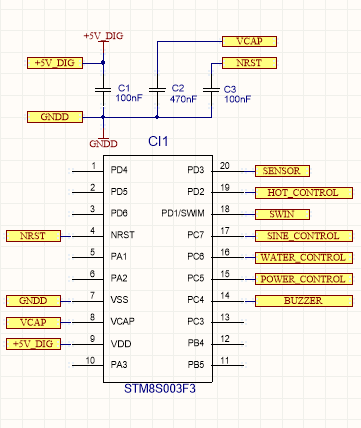 +5V_DIG
VCAP
+5V_DIG
NRST
C1
100nF
C2
470nF
C3
100nF
GNDD
GNDD
CI1
1 PD4 PD3 20 SENSOR
2 PD5 PD2 19 HOT_CONTROL
3 PD6 PD1/SWIM 18 SWIN
NRST 4 NRST PC7 17 SINE_CONTROL
5 PA1 PC6 16 WATER_CONTROL
6 PA2 PC5 15 POWER_CONTROL
GNDD 7 VSS PC4 14 BUZZER
VCAP 8 VCAP PC3 13
+5V_DIG 9 VDD PB4 12
10 PA3 PB5 11
STM8S003F3